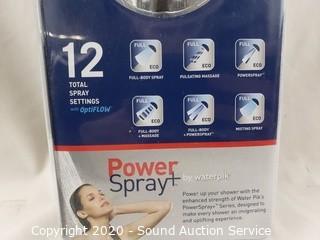 FULL
ECO
FULL
ECO
FULL
ECO
FULL-BODY SPRAY
PULSATING MASSAGE
POWERSPRAY™
12
TOTAL
SPRAY
SETTINGS
with OptiFLOW
FULL
ECO
FULL
ECO
FULL
ECO
FULL-BODY
+ MASSAGE
FULL-BODY
+ POWERSPRAY™
MISTING SPRAY
Power
Spray+
by waterpik
Power up your shower with the
enhanced strength of Water Pik's
PowerSpray+™ Series, designed to
make every shower an invigorating
and uplifting experience.
Copyright 2020 - Sound Auction Service